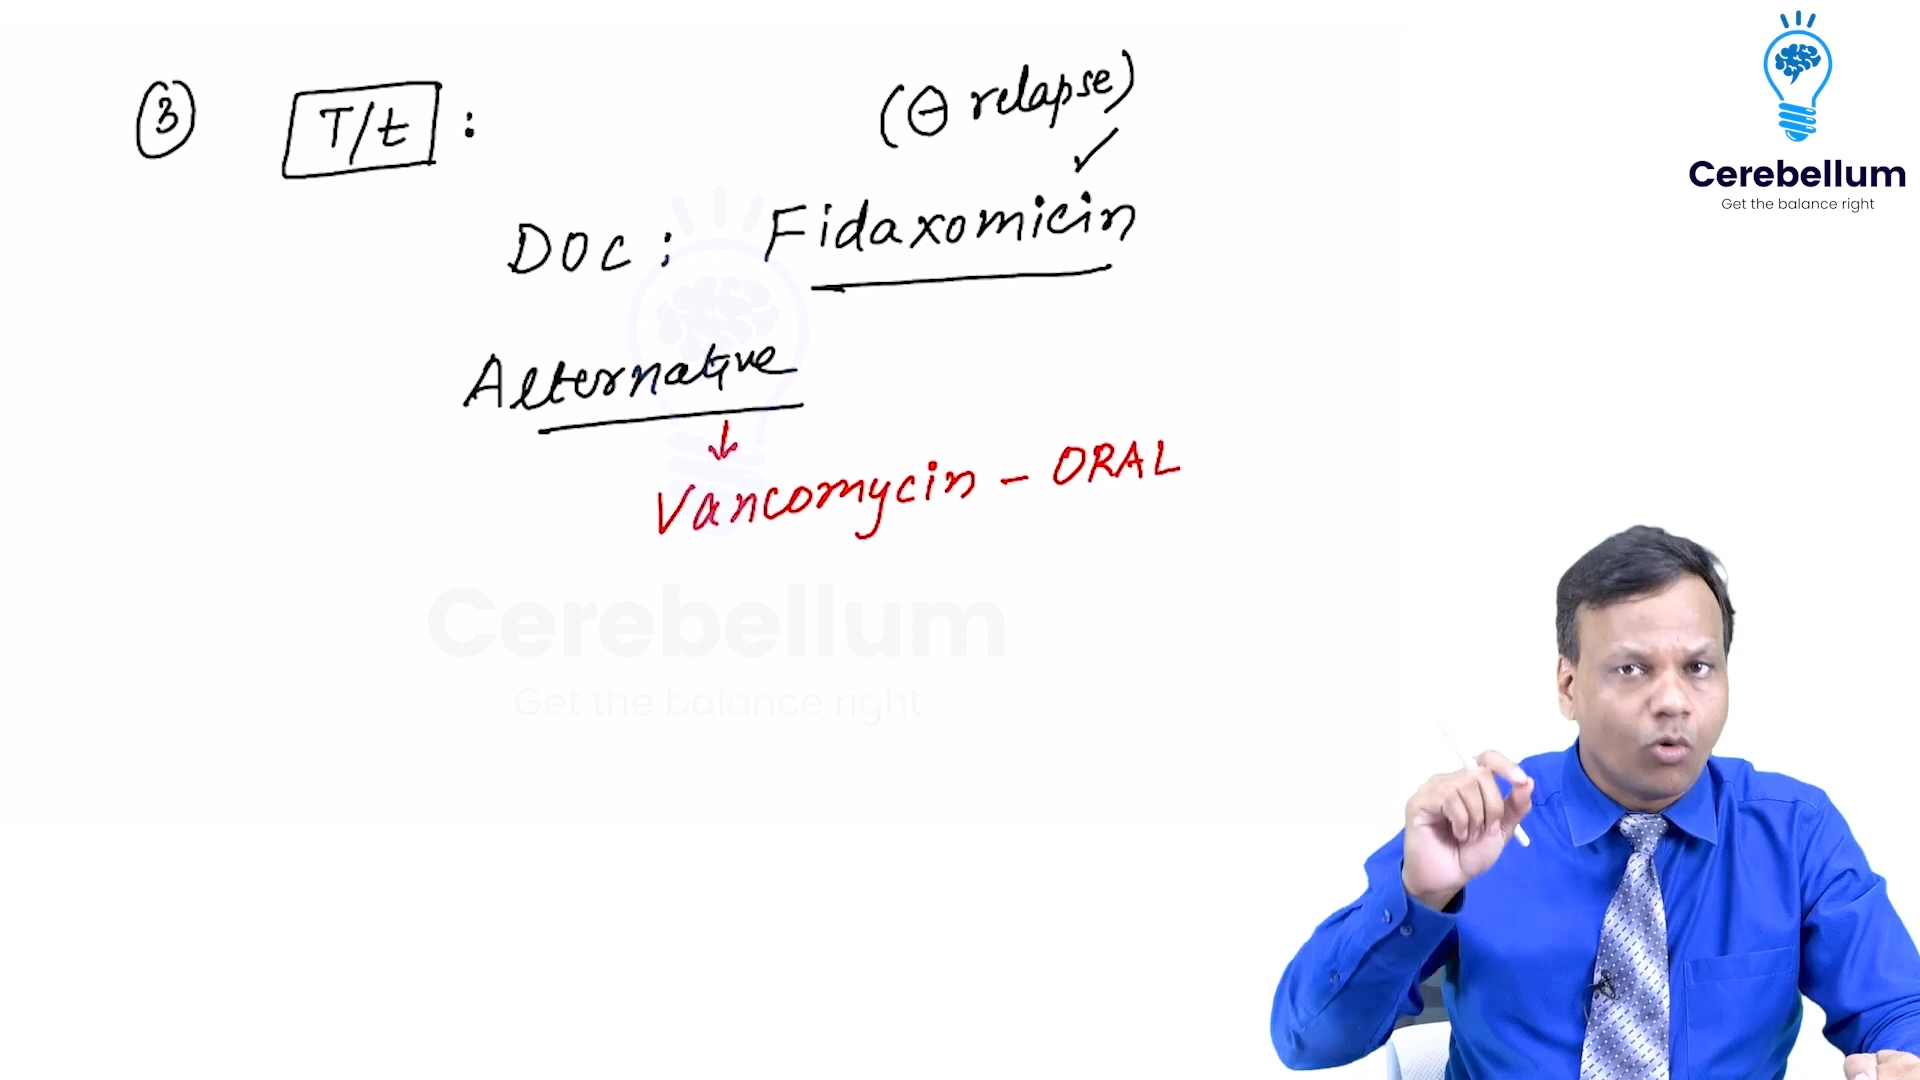 ③ T/t :
(⊖ relapse) ✓
DOC : Fidaxomicin
Alternative
↓
Vancomycin - ORAL
Cerebellum
Get the balance right
Cerebellum
Get the balance right